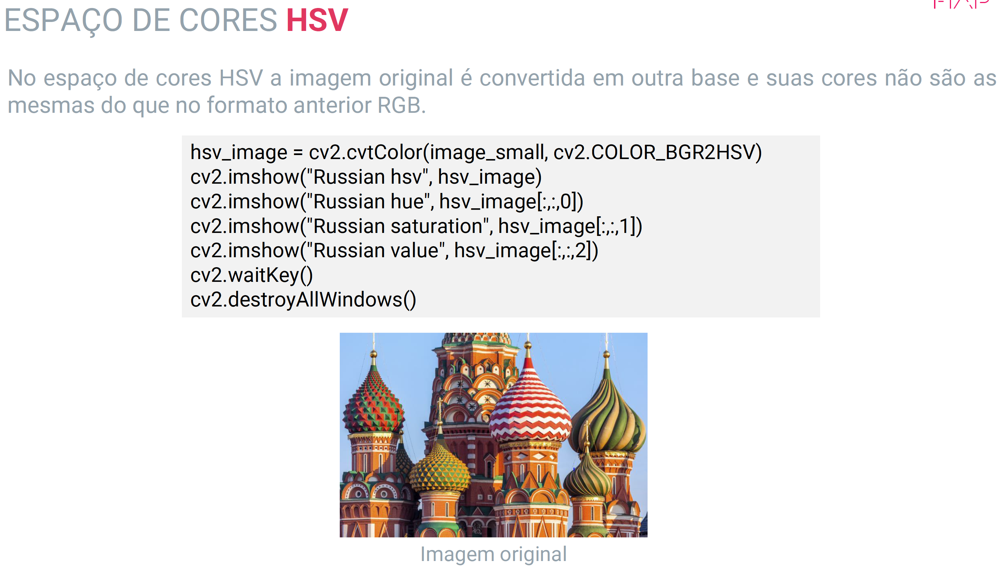 ESPAÇO DE CORES HSV
No espaço de cores HSV a imagem original é convertida em outra base e suas cores não são as
mesmas do que no formato anterior RGB.
hsv_image = cv2.cvtColor(image_small, cv2.COLOR_BGR2HSV)
cv2.imshow("Russian hsv", hsv_image)
cv2.imshow("Russian hue", hsv_image[:,:,0])
cv2.imshow("Russian saturation", hsv_image[:,:,1])
cv2.imshow("Russian value", hsv_image[:,:,2])
cv2.waitKey()
cv2.destroyAllWindows()
Imagem original